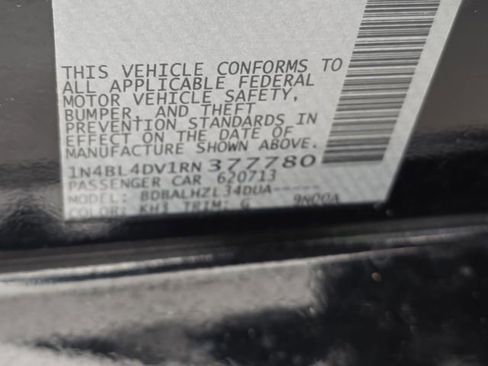 THIS VEHICLE CONFORMS TO
ALL APPLICABLE FEDERAL
MOTOR VEHICLE SAFETY,
BUMPER, AND THEFT
PREVENTION STANDARDS IN
EFFECT ON THE DATE OF
MANUFACTURE SHOWN ABOVE.
1N4BL4DV1RN377780
PASSENGER CAR 620713
MODEL: BDBALHZL34DUA-----
KH3 TRIM: G 9N00A